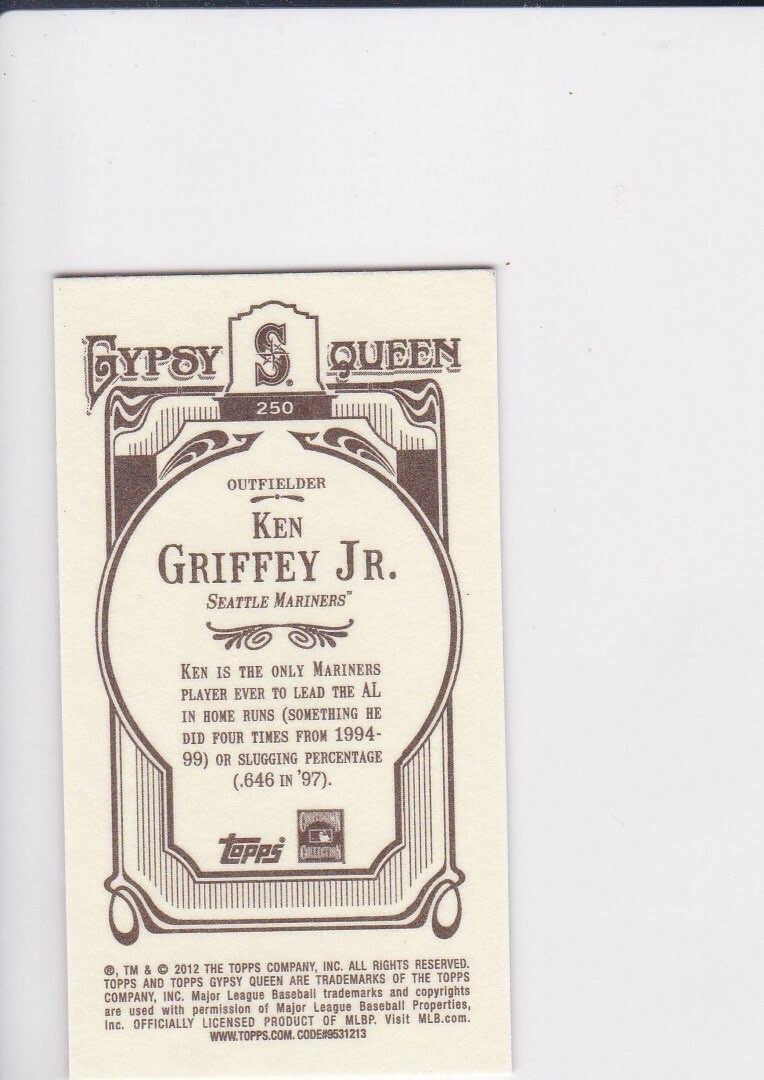 GYPSY S QUEEN
250
OUTFIELDER
KEN
GRIFFEY JR.
SEATTLE MARINERS™
KEN IS THE ONLY MARINERS
PLAYER EVER TO LEAD THE AL
IN HOME RUNS (SOMETHING HE
DID FOUR TIMES FROM 1994-
99) OR SLUGGING PERCENTAGE
(.646 IN '97).
topps COOPERSTOWN COLLECTION
®, TM & © 2012 THE TOPPS COMPANY, INC. ALL RIGHTS RESERVED.
TOPPS AND TOPPS GYPSY QUEEN ARE TRADEMARKS OF THE TOPPS
COMPANY, INC. Major League Baseball trademarks and copyrights
are used with permission of Major League Baseball Properties,
Inc. OFFICIALLY LICENSED PRODUCT OF MLBP. Visit MLB.com.
WWW.TOPPS.COM. CODE#9531213